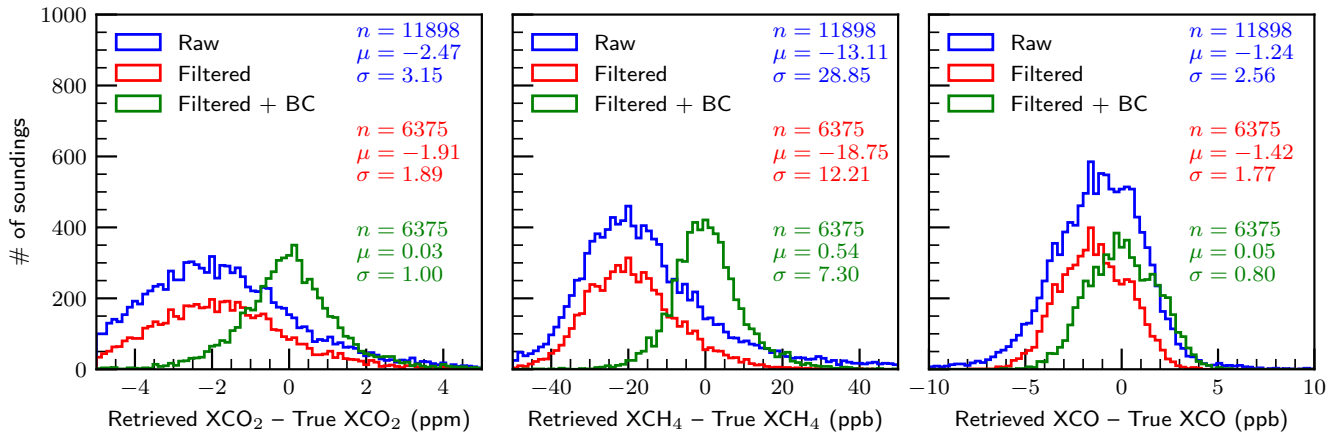 1000
800
600
400
200
0
# of soundings
Raw
Filtered
Filtered + BC
n = 11898
μ = −2.47
σ = 3.15
n = 6375
μ = −1.91
σ = 1.89
n = 6375
μ = 0.03
σ = 1.00
−4 −2 0 2 4
Retrieved XCO₂ – True XCO₂ (ppm)
Raw
Filtered
Filtered + BC
n = 11898
μ = −13.11
σ = 28.85
n = 6375
μ = −18.75
σ = 12.21
n = 6375
μ = 0.54
σ = 7.30
−40 −20 0 20 40
Retrieved XCH₄ – True XCH₄ (ppb)
Raw
Filtered
Filtered + BC
n = 11898
μ = −1.24
σ = 2.56
n = 6375
μ = −1.42
σ = 1.77
n = 6375
μ = 0.05
σ = 0.80
−10 −5 0 5 10
Retrieved XCO – True XCO (ppb)